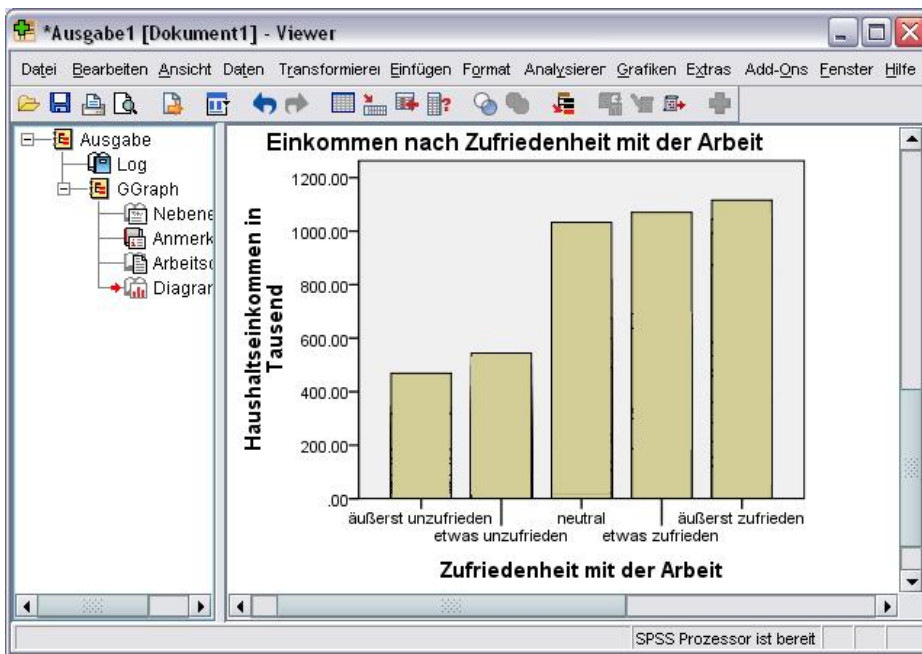 *Ausgabe1 [Dokument1] - Viewer
Datei Bearbeiten Ansicht Daten Transformierei Einfügen Format Analysierer Grafiken Extras Add-Ons Fenster Hilfe
Ausgabe
Log
GGraph
Nebene
Anmerk
Arbeitsd
Diagrar
Einkommen nach Zufriedenheit mit der Arbeit
Haushaltseinkommen in
Tausend
1200.00
1000.00
800.00
600.00
400.00
200.00
.00
äußerst unzufrieden neutral äußerst zufrieden
etwas unzufrieden etwas zufrieden
Zufriedenheit mit der Arbeit
SPSS Prozessor ist bereit